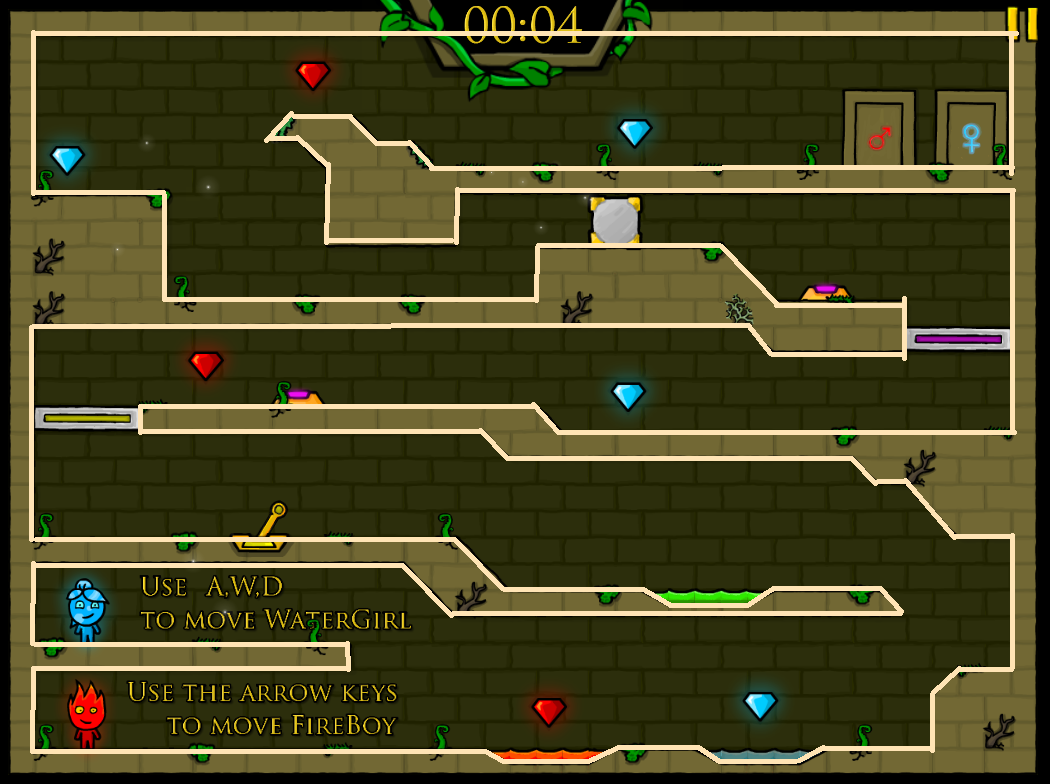 00:04
Use A,W,D
to move WaterGirl
Use the arrow keys
to move FireBoy